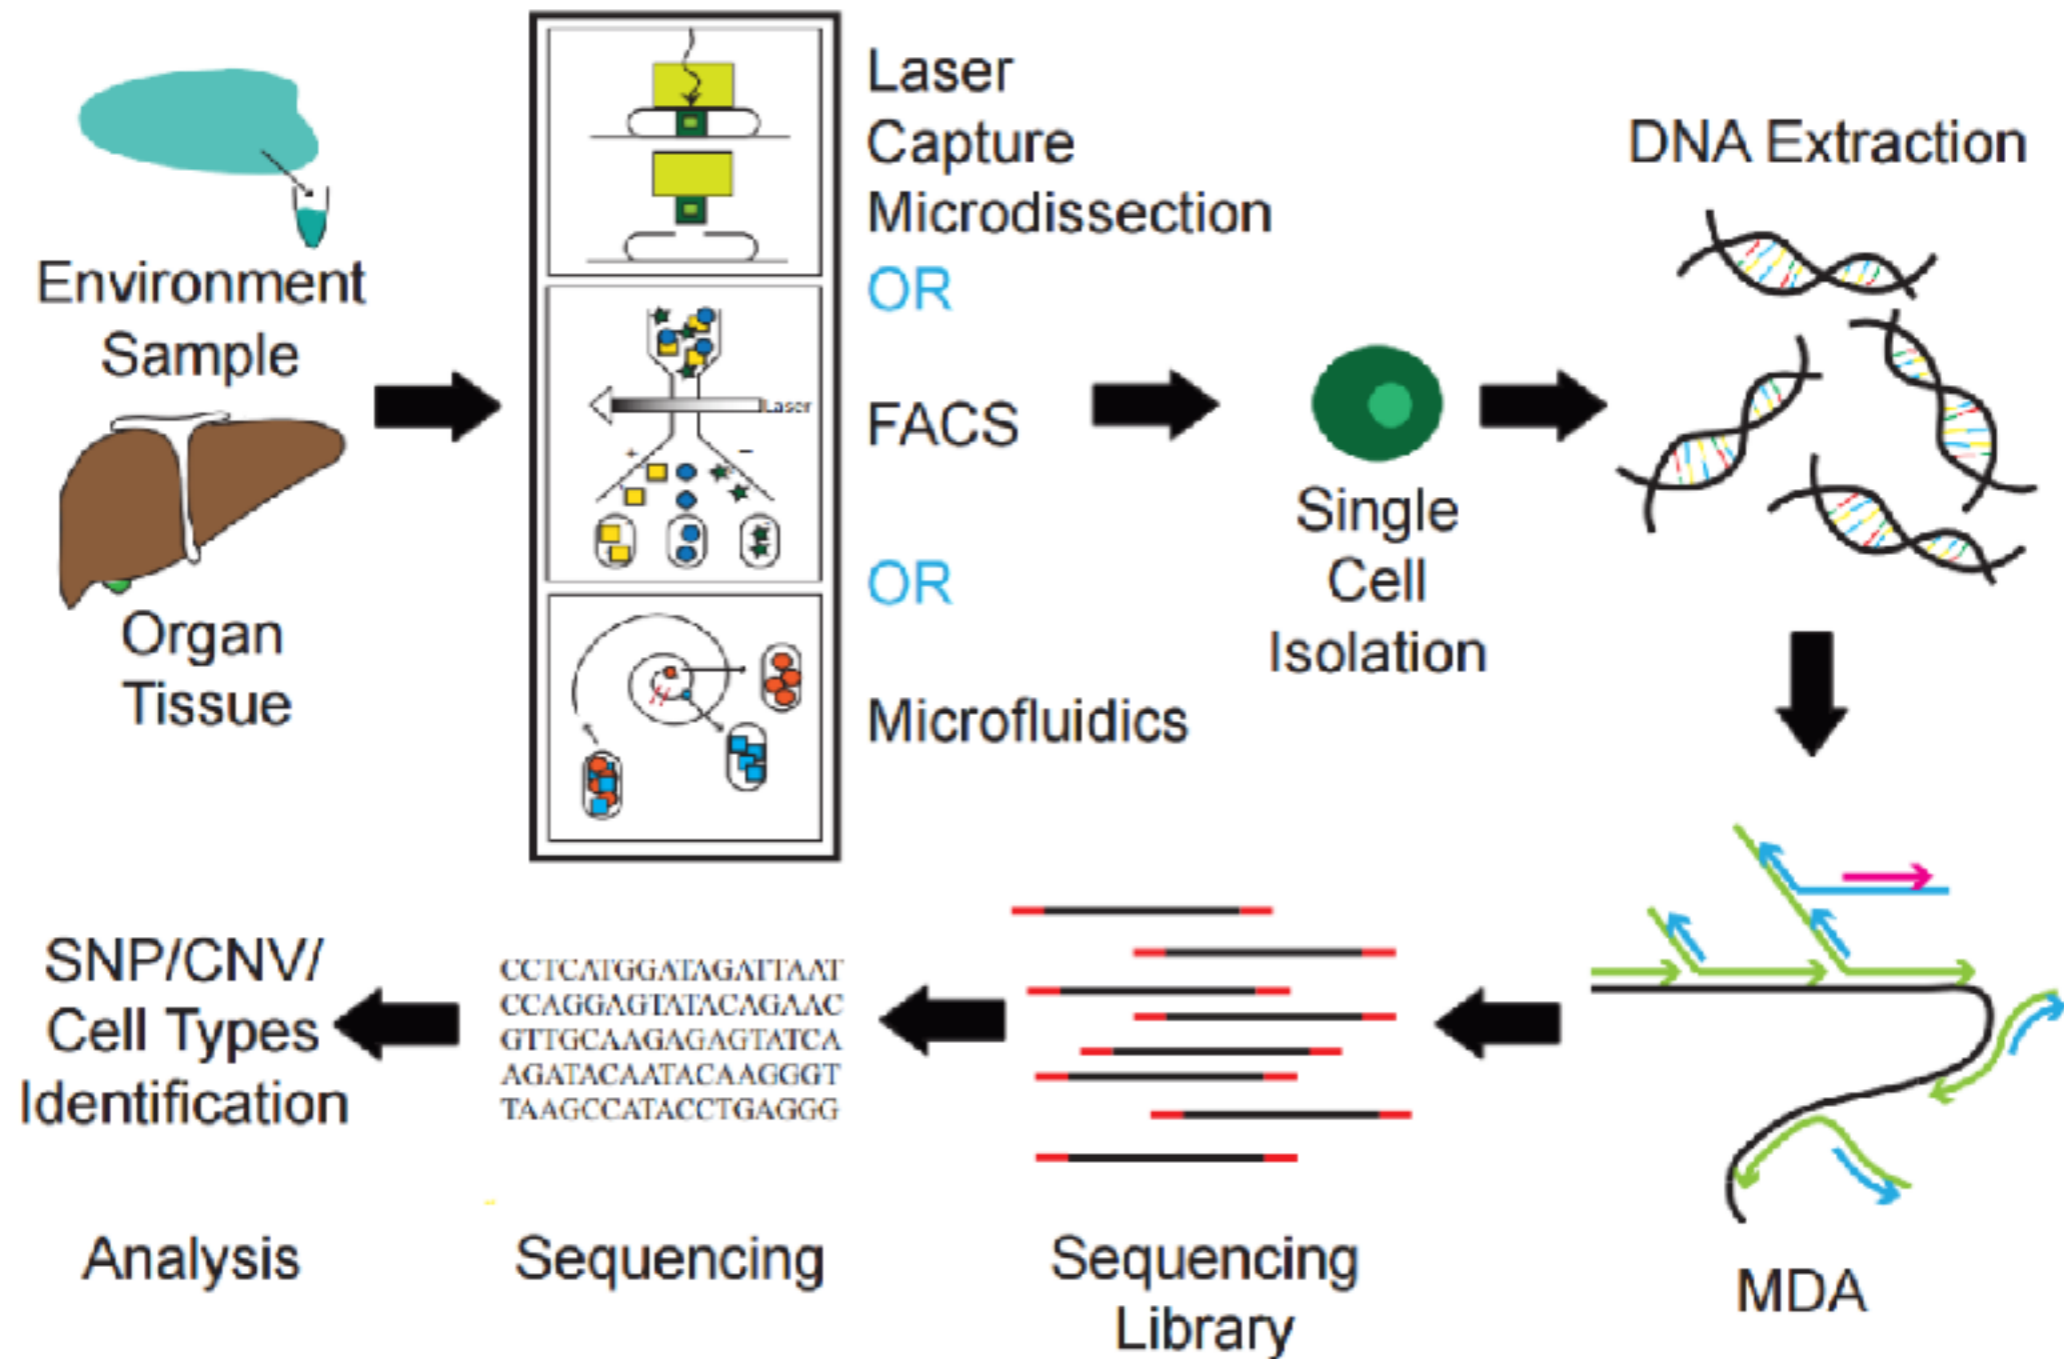 Environment
Sample
Organ
Tissue
Laser
Capture
Microdissection
OR
FACS
OR
Microfluidics
Laser
+
−
Single
Cell
Isolation
DNA Extraction
MDA
Sequencing
Library
CCTCATGGATAGATTAAT
CCAGGAGTATACAGAAC
GTTGCAAGAGAGTATCA
AGATACAATACAAGGGT
TAAGCCATACCTGAGGG
Sequencing
SNP/CNV/
Cell Types
Identification
Analysis